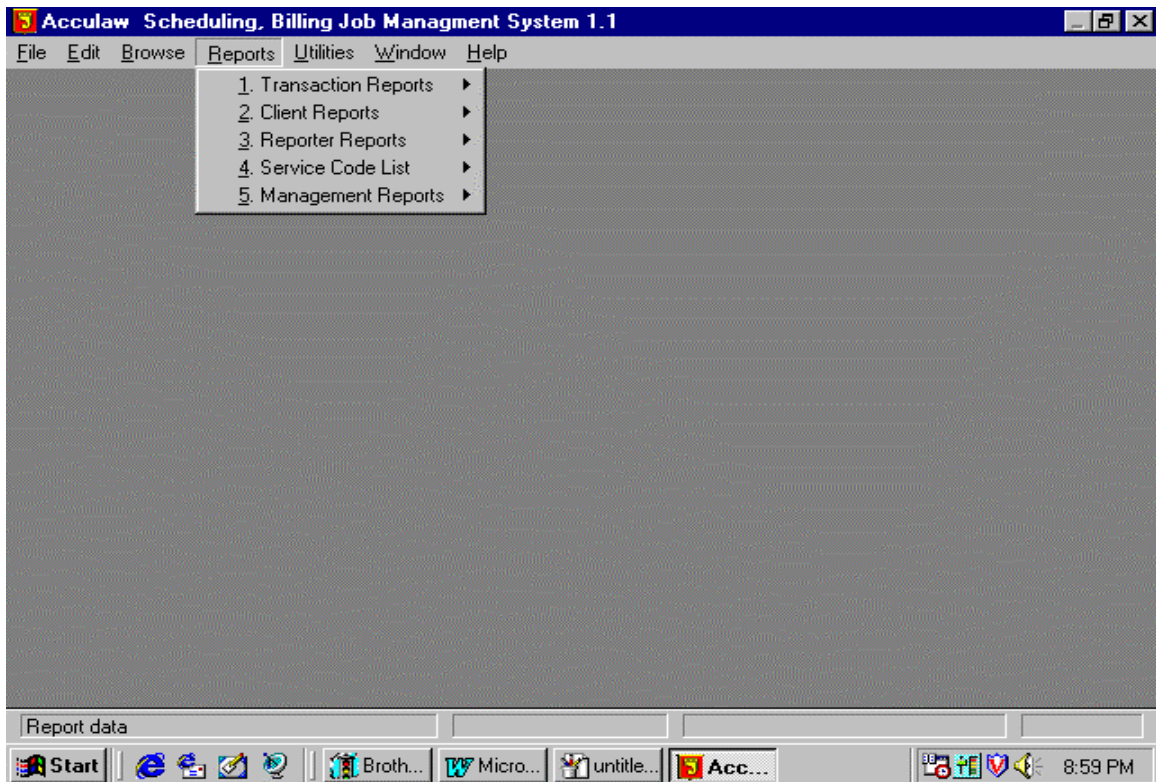 Acculaw Scheduling, Billing Job Managment System 1.1
File Edit Browse Reports Utilities Window Help
1. Transaction Reports
2. Client Reports
3. Reporter Reports
4. Service Code List
5. Management Reports
Report data
Start Broth... Micro... untitle... Acc... 8:59 PM